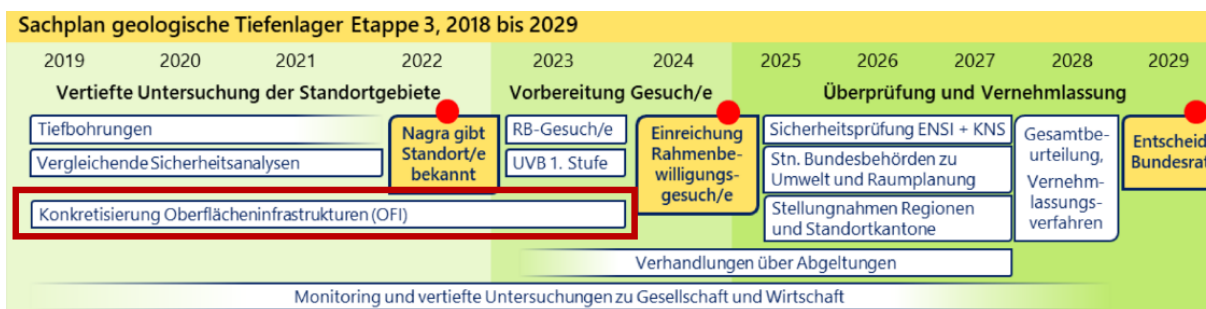 Sachplan geologische Tiefenlager Etappe 3, 2018 bis 2029
2019 2020 2021 2022 2023 2024 2025 2026 2027 2028 2029
Vertiefte Untersuchung der Standortgebiete
Vorbereitung Gesuch/e
Überprüfung und Vernehmlassung
Tiefbohrungen
Vergleichende Sicherheitsanalysen
Nagra gibt
Standort/e
bekannt
RB-Gesuch/e
UVB 1. Stufe
Einreichung
Rahmenbe-
willigungs-
gesuch/e
Sicherheitsprüfung ENSI + KNS
Stn. Bundesbehörden zu
Umwelt und Raumplanung
Stellungnahmen Regionen
und Standortkantone
Gesamtbe-
urteilung,
Vernehm-
lassungs-
verfahren
Entscheid
Bundesrat
Konkretisierung Oberflächeninfrastrukturen (OFI)
Verhandlungen über Abgeltungen
Monitoring und vertiefte Untersuchungen zu Gesellschaft und Wirtschaft